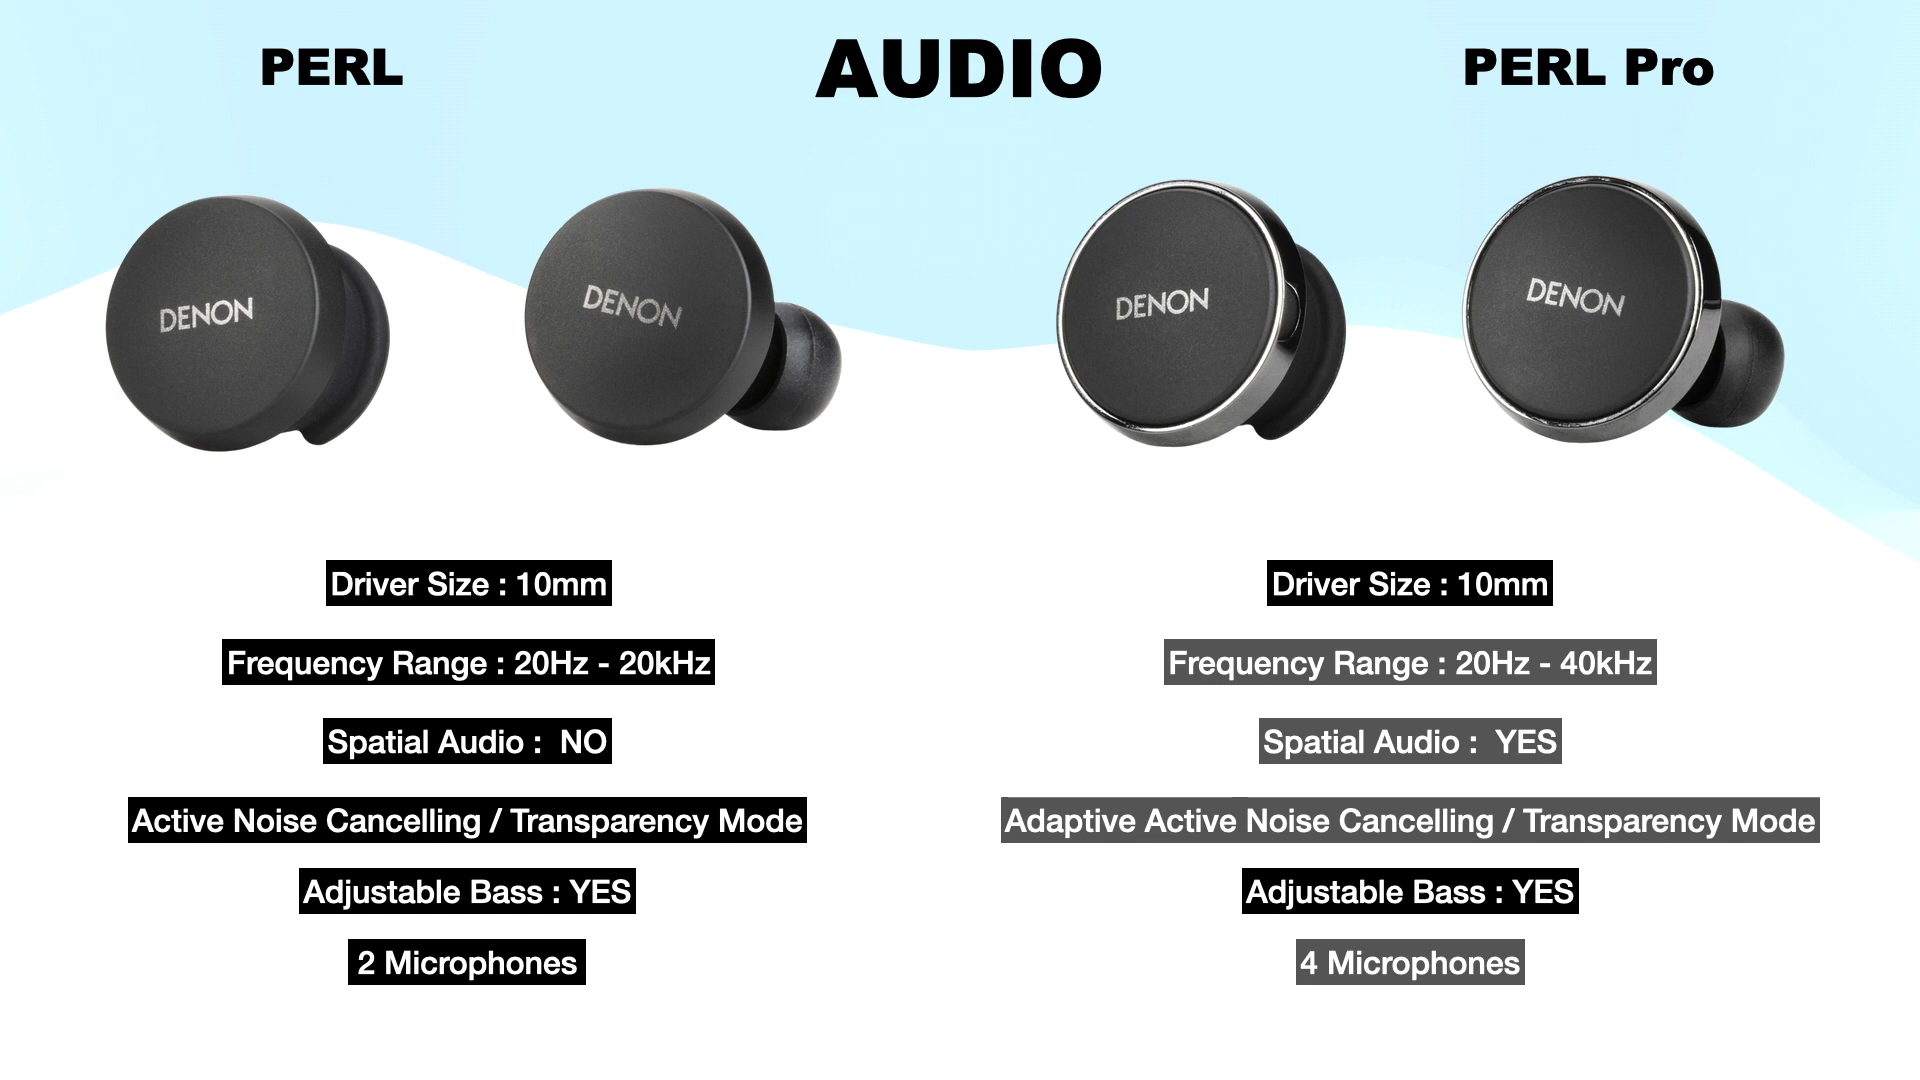 PERL
AUDIO
PERL Pro
DENON
DENON
DENON
DENON
Driver Size : 10mm
Frequency Range : 20Hz - 20kHz
Spatial Audio :  NO
Active Noise Cancelling / Transparency Mode
Adjustable Bass : YES
2 Microphones
Driver Size : 10mm
Frequency Range : 20Hz - 40kHz
Spatial Audio :  YES
Adaptive Active Noise Cancelling / Transparency Mode
Adjustable Bass : YES
4 Microphones